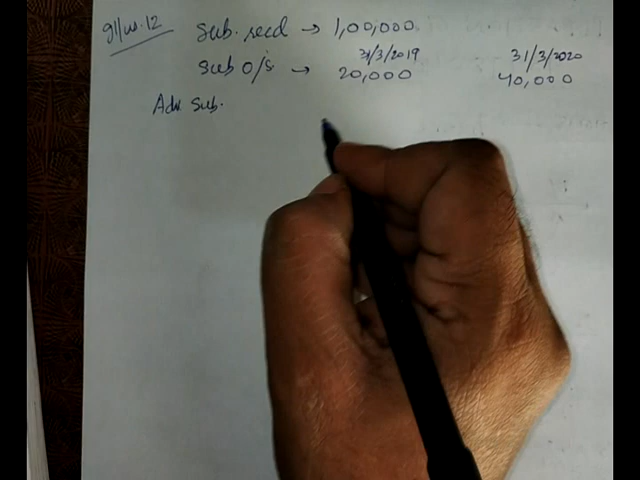 illus.12 Sub. recd → 1,00,000
31/3/2019 31/3/2020
Sub O/s. → 20,000 40,000
Adv. Sub.